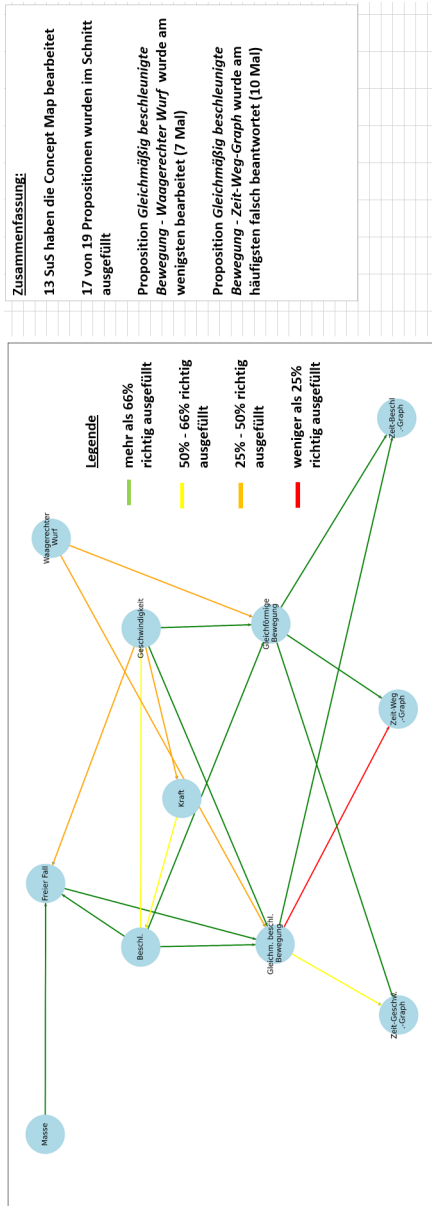 Masse
Freier Fall
Waagerechter
Wurf
Beschl.
Geschwindigkeit
Kraft
Gleichm. beschl.
Bewegung
Gleichförmige
Bewegung
Zeit-Geschw.
-Graph
Zeit-Weg
-Graph
Zeit-Beschl
.-Graph
Legende
mehr als 66%
richtig ausgefüllt
50% - 66% richtig
ausgefüllt
25% - 50% richtig
ausgefüllt
weniger als 25%
richtig ausgefüllt
Zusammenfassung:
13 SuS haben die Concept Map bearbeitet
17 von 19 Propositionen wurden im Schnitt
ausgefüllt
Proposition Gleichmäßig beschleunigte
Bewegung - Waagerechter Wurf wurde am
wenigsten bearbeitet (7 Mal)
Proposition Gleichmäßig beschleunigte
Bewegung - Zeit-Weg-Graph wurde am
häufigsten falsch beantwortet (10 Mal)